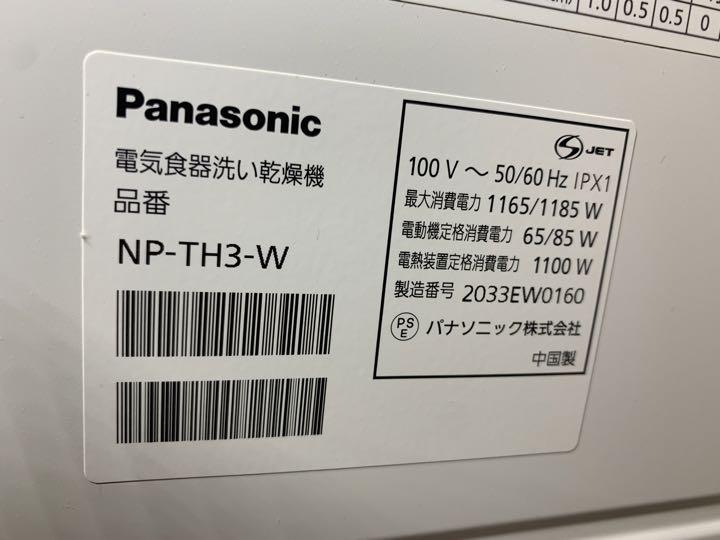 1.0 0.5 0.5 0
Panasonic
電気食器洗い乾燥機
品番
NP-TH3-W
JET
100 V ～ 50/60 Hz IPX1
最大消費電力 1165/1185 W
電動機定格消費電力 65/85 W
電熱装置定格消費電力 1100 W
製造番号 2033EW0160
PS
E パナソニック株式会社
中国製